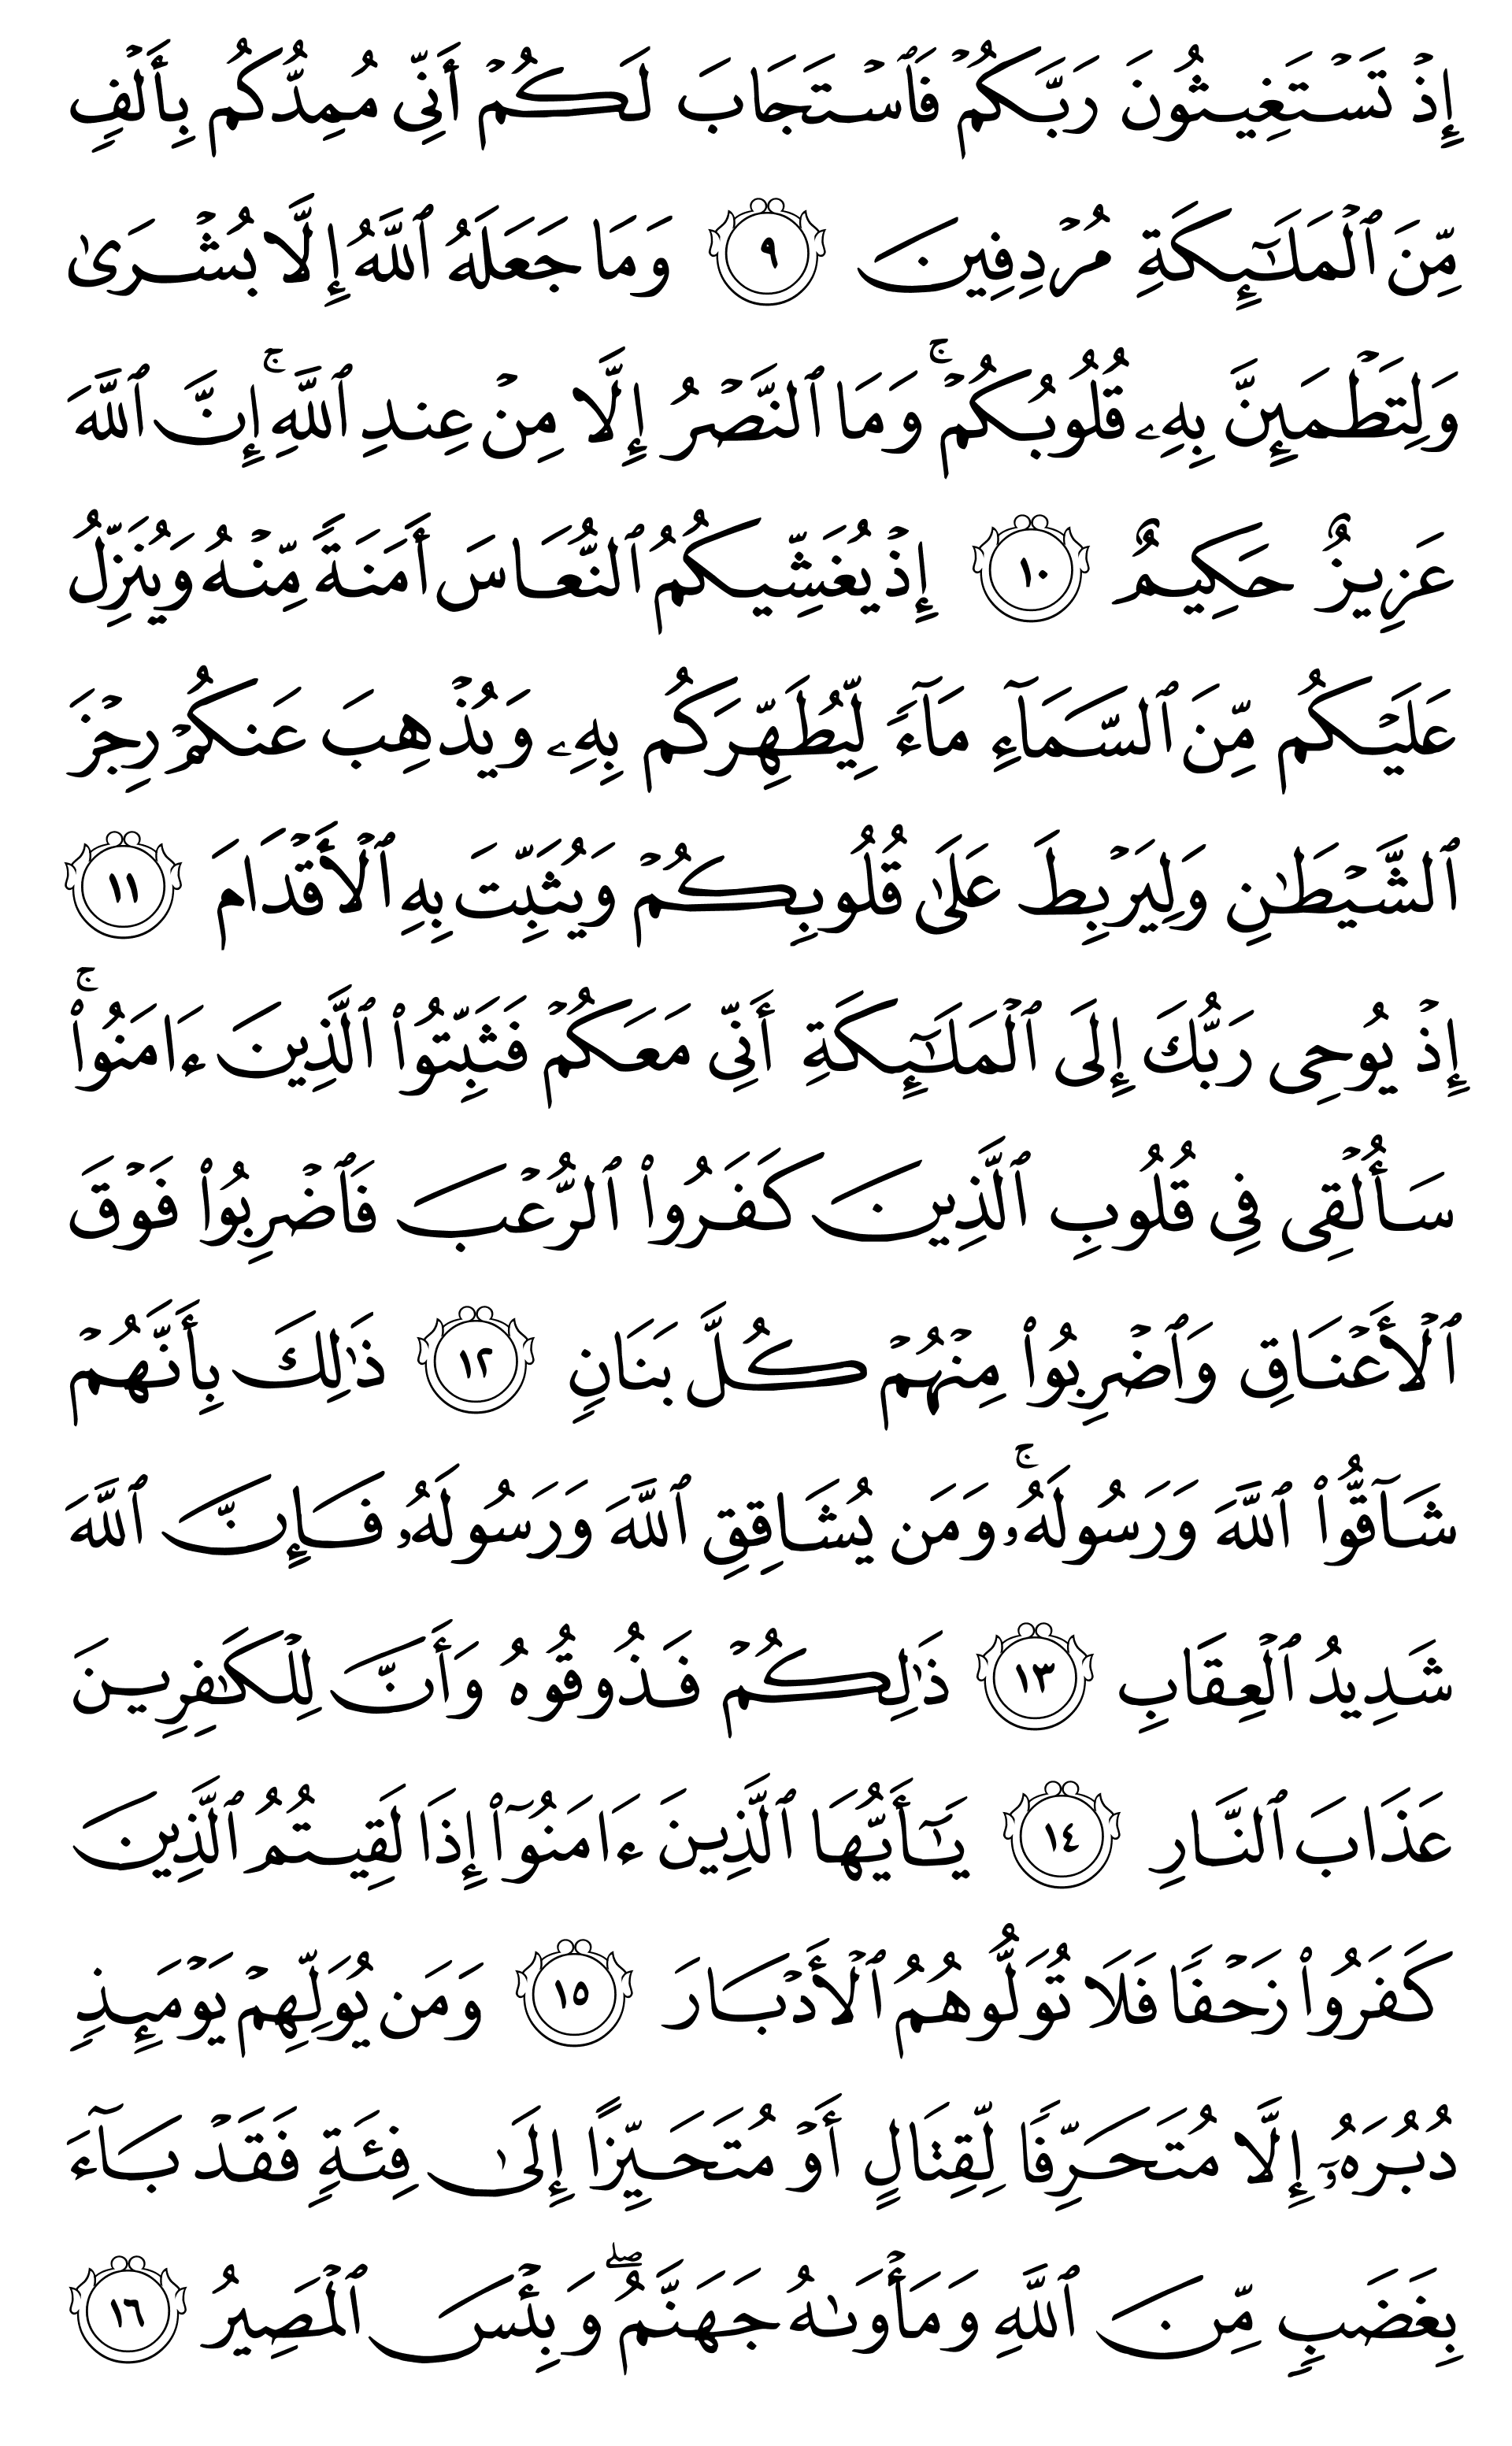 إِذۡ تَسۡتَغِيثُونَ رَبَّكُمۡ فَٱسۡتَجَابَ لَكُمۡ أَنِّي مُمِدُّكُم بِأَلۡفٖ
مِّنَ ٱلۡمَلَٰٓئِكَةِ مُرۡدِفِينَ ٩ وَمَا جَعَلَهُ ٱللَّهُ إِلَّا بُشۡرَىٰ
وَلِتَطۡمَئِنَّ بِهِۦ قُلُوبُكُمۡۚ وَمَا ٱلنَّصۡرُ إِلَّا مِنۡ عِندِ ٱللَّهِۚ إِنَّ ٱللَّهَ
عَزِيزٌ حَكِيمٌ ١٠ إِذۡ يُغَشِّيكُمُ ٱلنُّعَاسَ أَمَنَةٗ مِّنۡهُ وَيُنَزِّلُ
عَلَيۡكُم مِّنَ ٱلسَّمَآءِ مَآءٗ لِّيُطَهِّرَكُم بِهِۦ وَيُذۡهِبَ عَنكُمۡ رِجۡزَ
ٱلشَّيۡطَٰنِ وَلِيَرۡبِطَ عَلَىٰ قُلُوبِكُمۡ وَيُثَبِّتَ بِهِ ٱلۡأَقۡدَامَ ١١
إِذۡ يُوحِي رَبُّكَ إِلَى ٱلۡمَلَٰٓئِكَةِ أَنِّي مَعَكُمۡ فَثَبِّتُواْ ٱلَّذِينَ ءَامَنُواْۚ
سَأُلۡقِي فِي قُلُوبِ ٱلَّذِينَ كَفَرُواْ ٱلرُّعۡبَ فَٱضۡرِبُواْ فَوۡقَ
ٱلۡأَعۡنَاقِ وَٱضۡرِبُواْ مِنۡهُمۡ كُلَّ بَنَانٖ ١٢ ذَٰلِكَ بِأَنَّهُمۡ
شَآقُّواْ ٱللَّهَ وَرَسُولَهُۥۚ وَمَن يُشَاقِقِ ٱللَّهَ وَرَسُولَهُۥ فَإِنَّ ٱللَّهَ
شَدِيدُ ٱلۡعِقَابِ ١٣ ذَٰلِكُمۡ فَذُوقُوهُ وَأَنَّ لِلۡكَٰفِرِينَ
عَذَابَ ٱلنَّارِ ١٤ يَٰٓأَيُّهَا ٱلَّذِينَ ءَامَنُوٓاْ إِذَا لَقِيتُمُ ٱلَّذِينَ
كَفَرُواْ زَحۡفٗا فَلَا تُوَلُّوهُمُ ٱلۡأَدۡبَارَ ١٥ وَمَن يُوَلِّهِمۡ يَوۡمَئِذٖ
دُبُرَهُۥٓ إِلَّا مُتَحَرِّفٗا لِّقِتَالٍ أَوۡ مُتَحَيِّزًا إِلَىٰ فِئَةٖ فَقَدۡ بَآءَ
بِغَضَبٖ مِّنَ ٱللَّهِ وَمَأۡوَىٰهُ جَهَنَّمُۖ وَبِئۡسَ ٱلۡمَصِيرُ ١٦